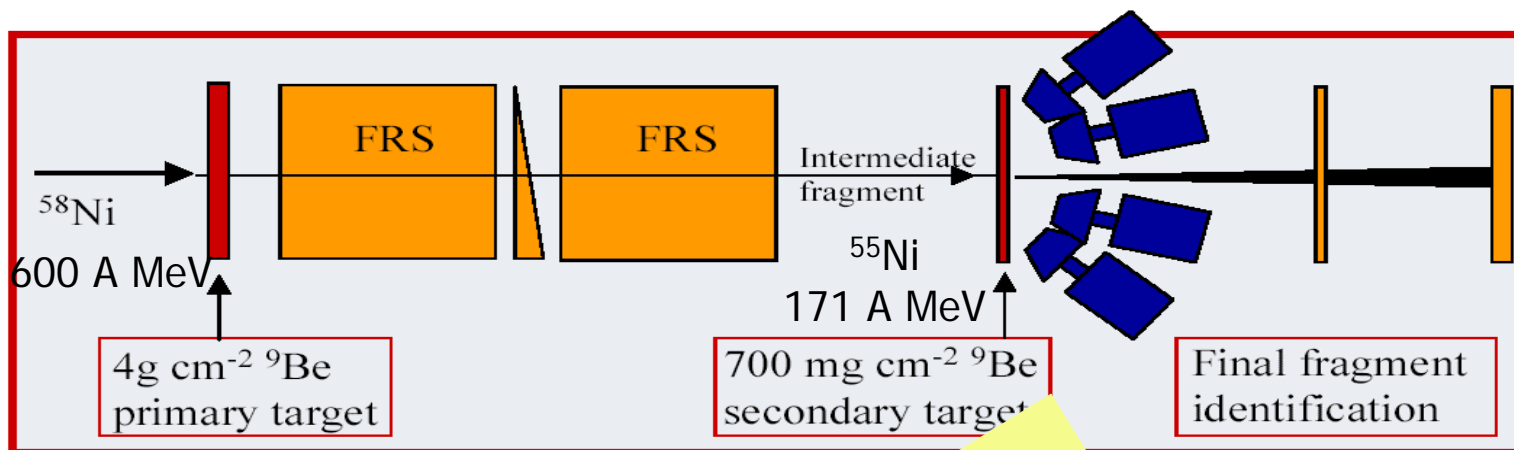 FRS
FRS
Intermediate
fragment
⁵⁸Ni
600 A MeV
⁵⁵Ni
171 A MeV
4g cm⁻² ⁹Be
primary target
700 mg cm⁻² ⁹Be
secondary target
Final fragment
identification